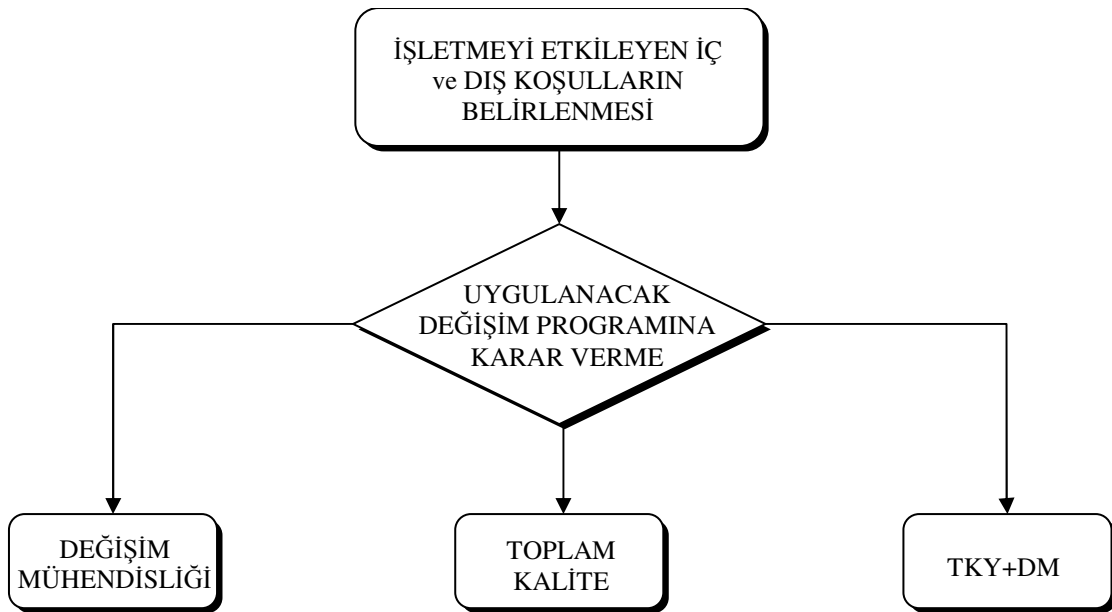 İŞLETMEYİ ETKİLEYEN İÇ
ve DIŞ KOŞULLARIN
BELİRLENMESİ
UYGULANACAK
DEĞİŞİM PROGRAMINA
KARAR VERME
DEĞİŞİM
MÜHENDİSLİĞİ
TOPLAM
KALİTE
TKY+DM